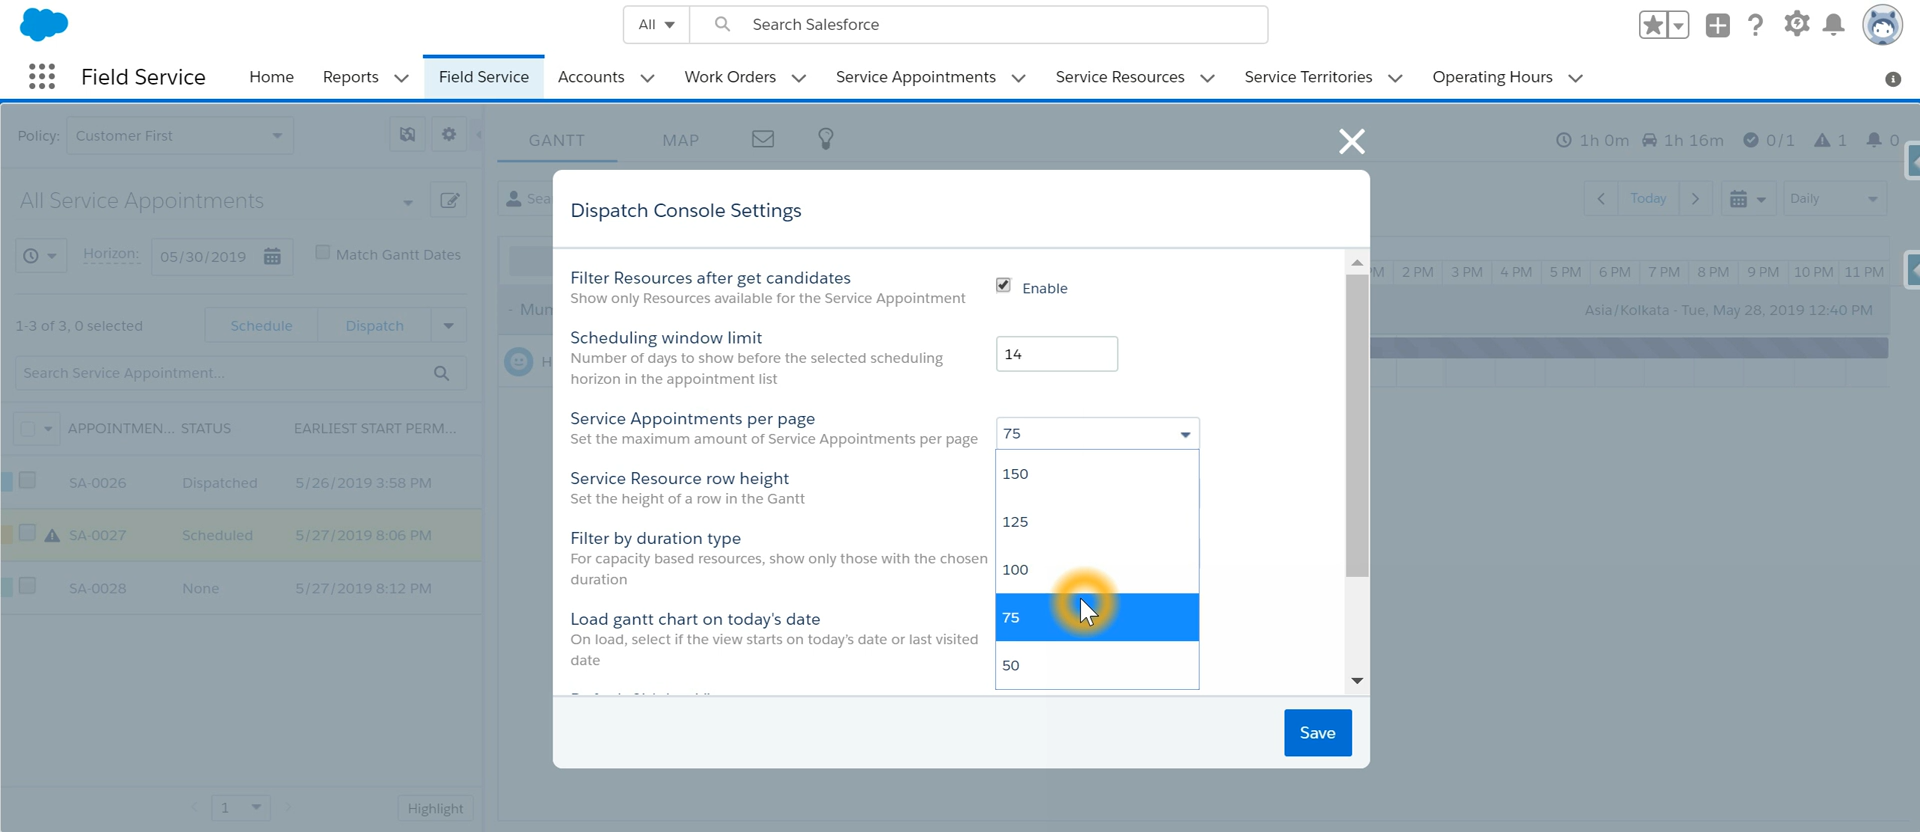 All
Search Salesforce
Field Service
Home
Reports
Field Service
Accounts
Work Orders
Service Appointments
Service Resources
Service Territories
Operating Hours
Policy:
Customer First
GANTT
MAP
1h 0m
1h 16m
0/1
1
0
All Service Appointments
Today
Daily
Horizon:
05/30/2019
Match Gantt Dates
2 PM
3 PM
4 PM
5 PM
6 PM
7 PM
8 PM
9 PM
10 PM
11 PM
Asia/Kolkata - Tue, May 28, 2019 12:40 PM
1-3 of 3, 0 selected
Schedule
Dispatch
Search Service Appointment...
APPOINTMEN...
STATUS
EARLIEST START PERM...
SA-0026
Dispatched
5/26/2019 3:58 PM
SA-0027
Scheduled
5/27/2019 8:06 PM
SA-0028
None
5/27/2019 8:12 PM
1
Highlight
Dispatch Console Settings
Filter Resources after get candidates
Show only Resources available for the Service Appointment
Enable
Scheduling window limit
Number of days to show before the selected scheduling
horizon in the appointment list
14
Service Appointments per page
Set the maximum amount of Service Appointments per page
75
150
125
100
75
50
Service Resource row height
Set the height of a row in the Gantt
Filter by duration type
For capacity based resources, show only those with the chosen
duration
Load gantt chart on today's date
On load, select if the view starts on today's date or last visited
date
Save